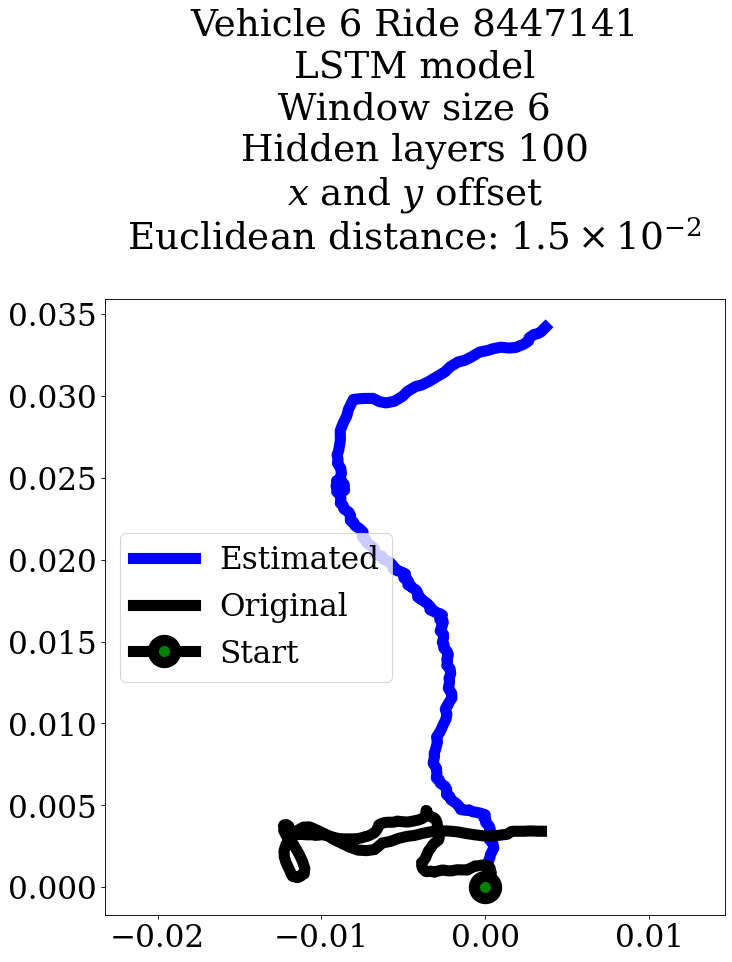 Vehicle 6 Ride 8447141
LSTM model
Window size 6
Hidden layers 100
x and y offset
Euclidean distance: 1.5 × 10⁻²
0.035
0.030
0.025
0.020
0.015
0.010
0.005
0.000
Estimated
Original
Start
−0.02 −0.01 0.00 0.01